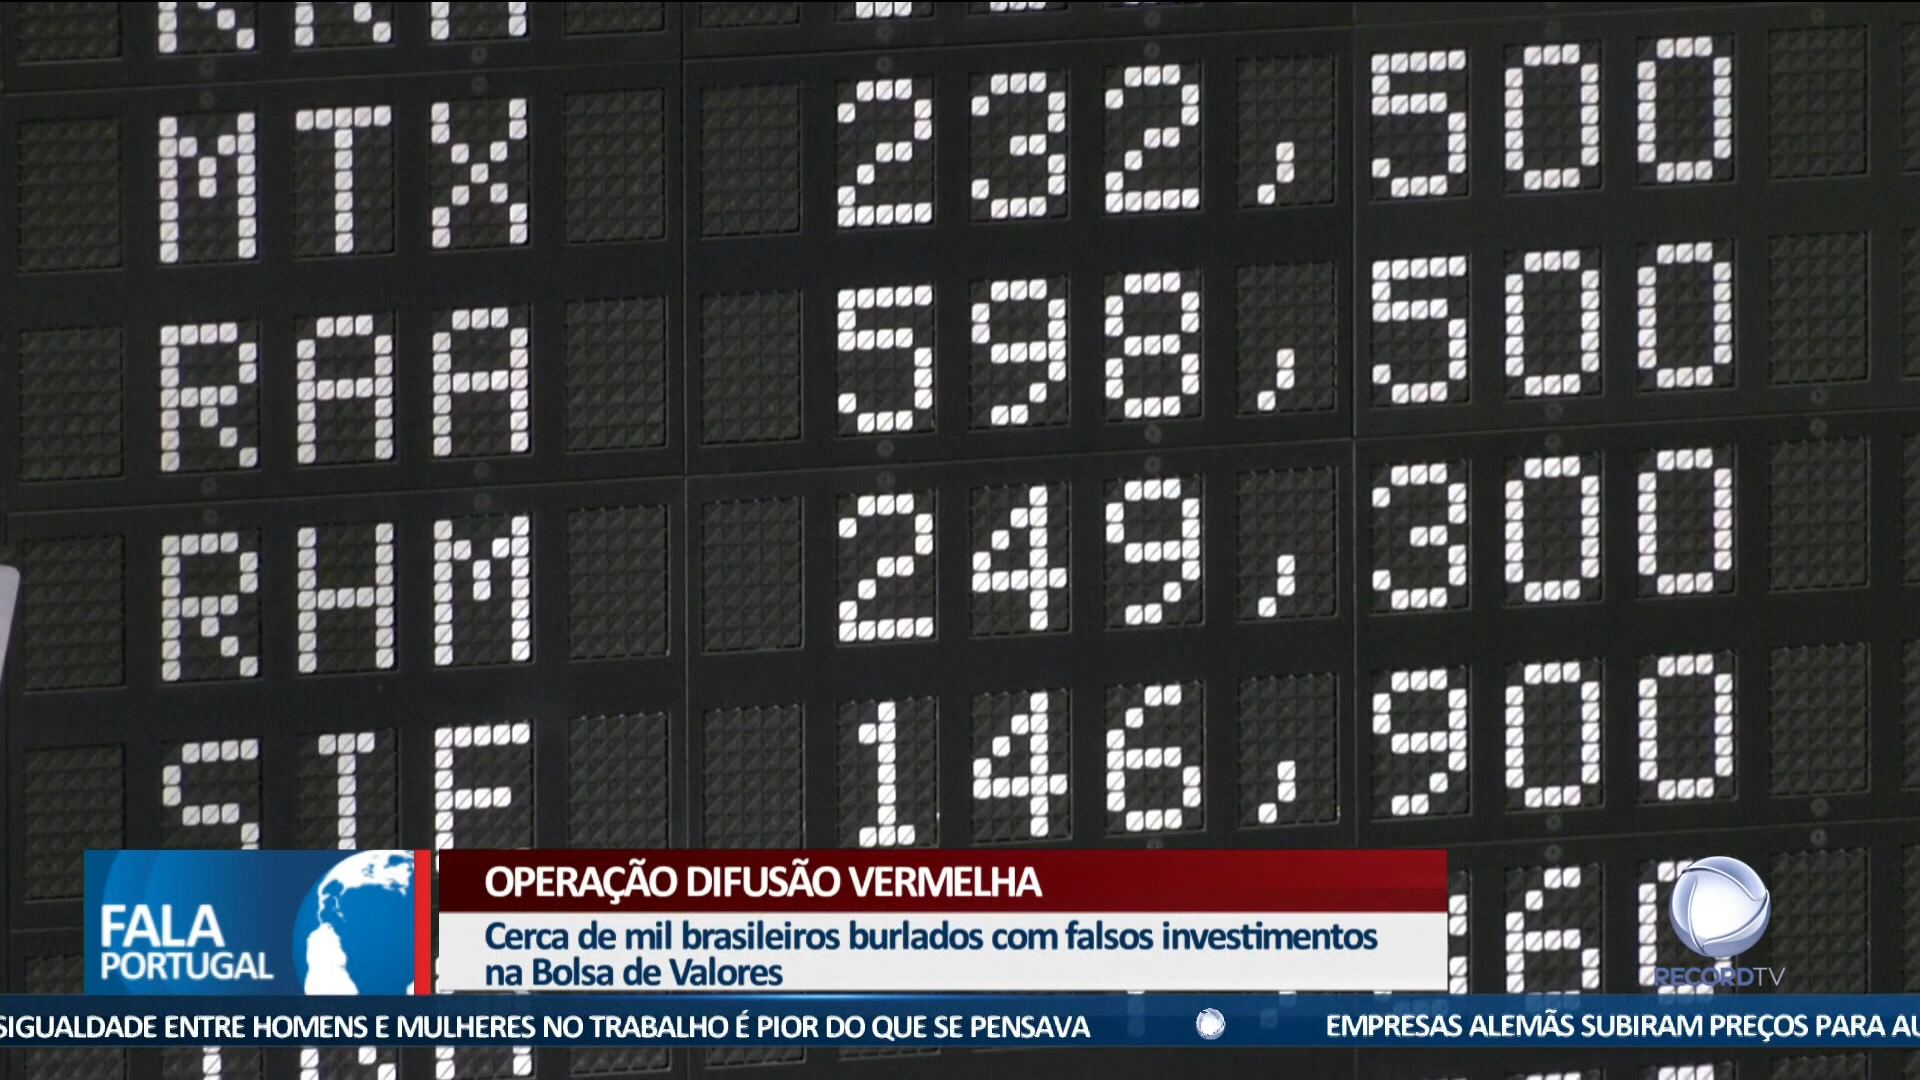 MTX 232,500
RAA 598,500
RHM 249,300
146,900
OPERAÇÃO DIFUSÃO VERMELHA
Cerca de mil brasileiros burlados com falsos investimentos
na Bolsa de Valores
FALA
PORTUGAL
RECORDTV
SIGUALDADE ENTRE HOMENS E MULHERES NO TRABALHO É PIOR DO QUE SE PENSAVA
EMPRESAS ALEMÃS SUBIRAM PREÇOS PARA AU